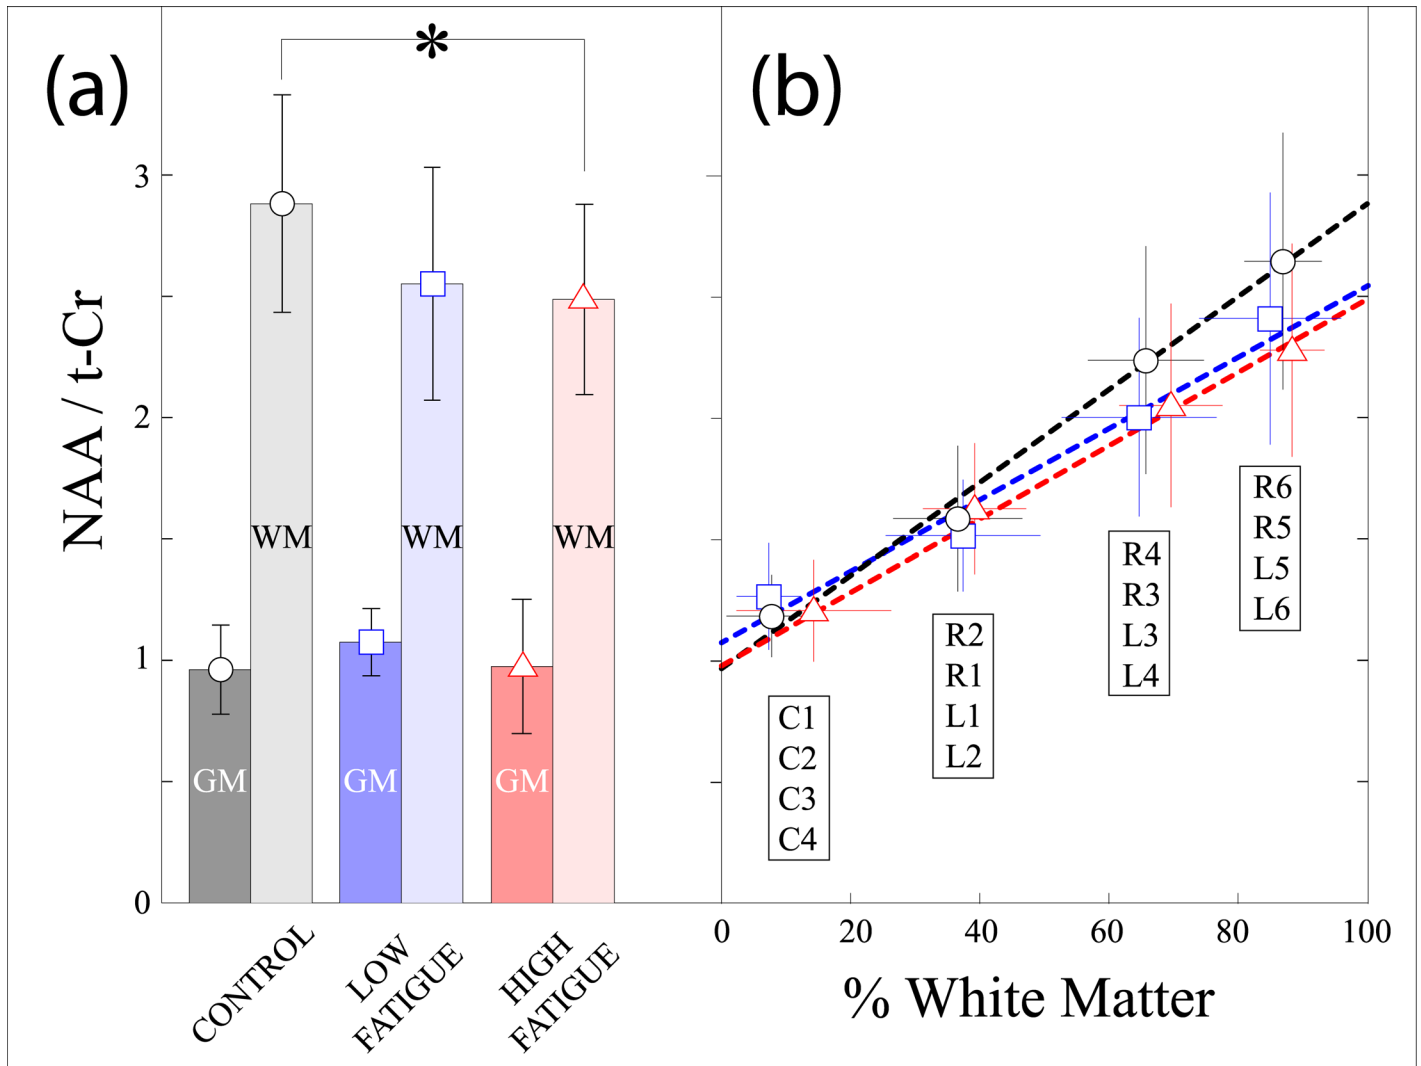 (a)
*
(b)
NAA / t-Cr
3
2
1
0
WM
WM
WM
GM
GM
GM
CONTROL
LOW
FATIGUE
HIGH
FATIGUE
C1
C2
C3
C4
R2
R1
L1
L2
R4
R3
L3
L4
R6
R5
L5
L6
0
20
40
60
80
100
% White Matter